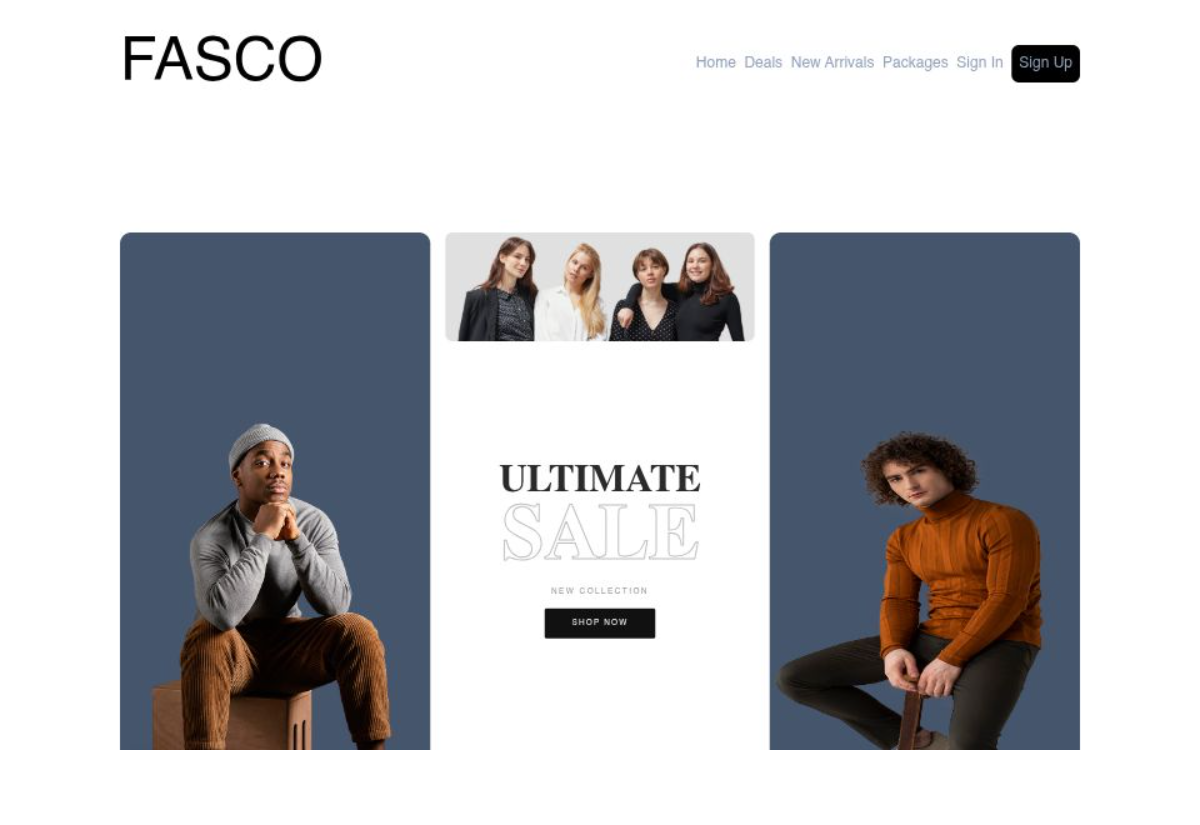 FASCO
Home Deals New Arrivals Packages Sign In Sign Up
ULTIMATE
SALE
NEW COLLECTION
SHOP NOW